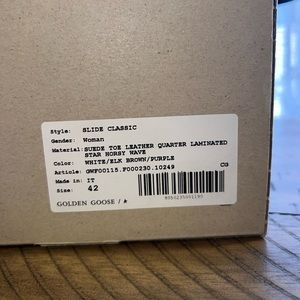 Style: SLIDE CLASSIC
Gender: Woman
Material: SUEDE TOE LEATHER QUARTER LAMINATED
STAR HORSY WAVE
Color: WHITE/ELK BROWN/PURPLE
Article: GWF00115.F000230.10249
Made in: IT CG
Size: 42
GOLDEN GOOSE / ★